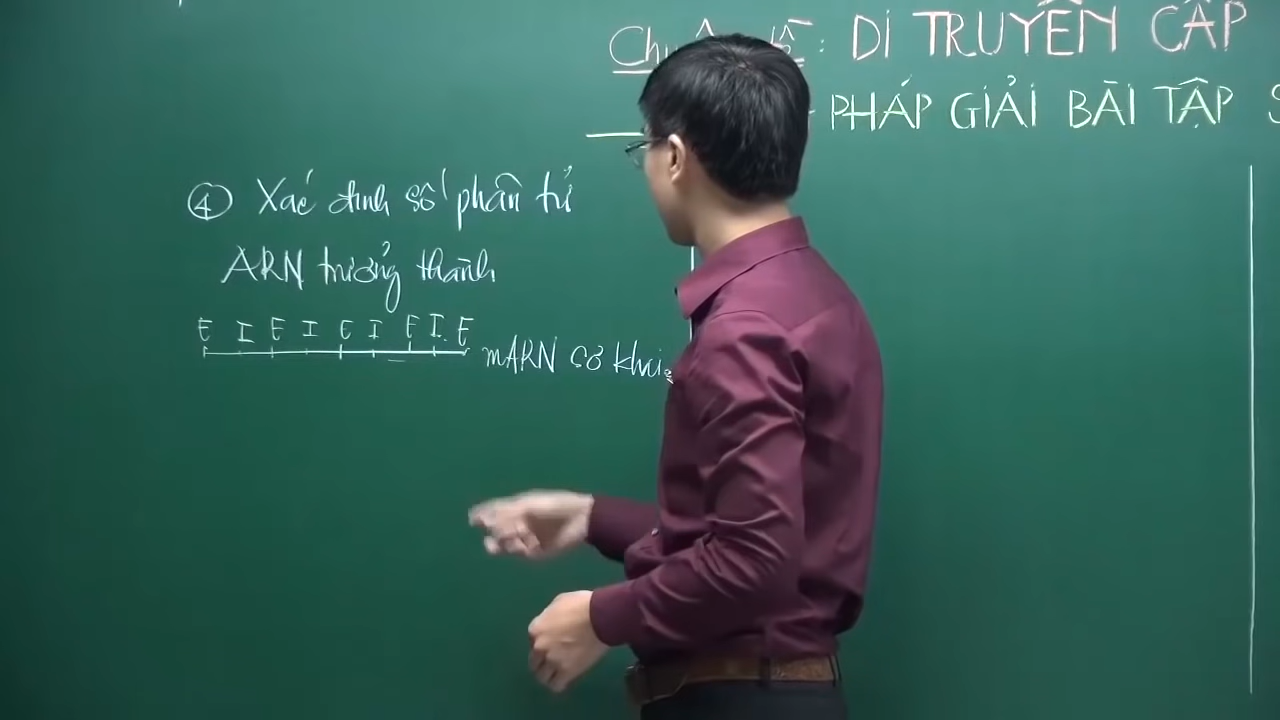 : DI TRUYỀN CẤP
PHÁP GIẢI BÀI TẬP
④ Xác định số phân tử
ARN trưởng thành
E I E I E I E I E
mARN sơ khai